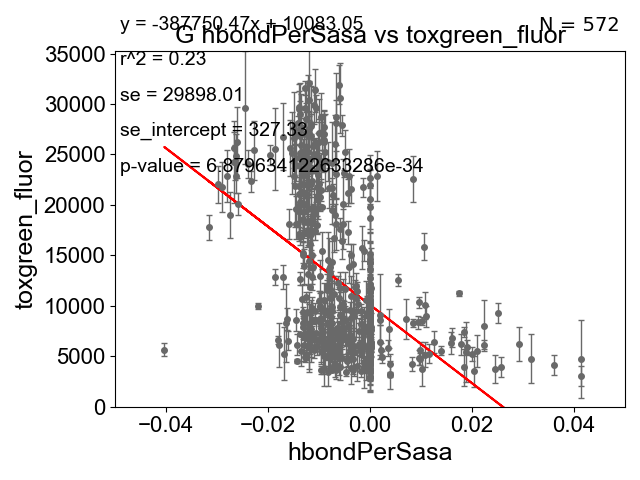 y = -387750.47x + 10083.05
N = 572
G hbondPerSasa vs toxgreen_fluor
r^2 = 0.23
se = 29898.01
se_intercept = 327.33
p-value = 6.879634122633286e-34
toxgreen_fluor
35000
30000
25000
20000
15000
10000
5000
0
−0.04 −0.02 0.00 0.02 0.04
hbondPerSasa